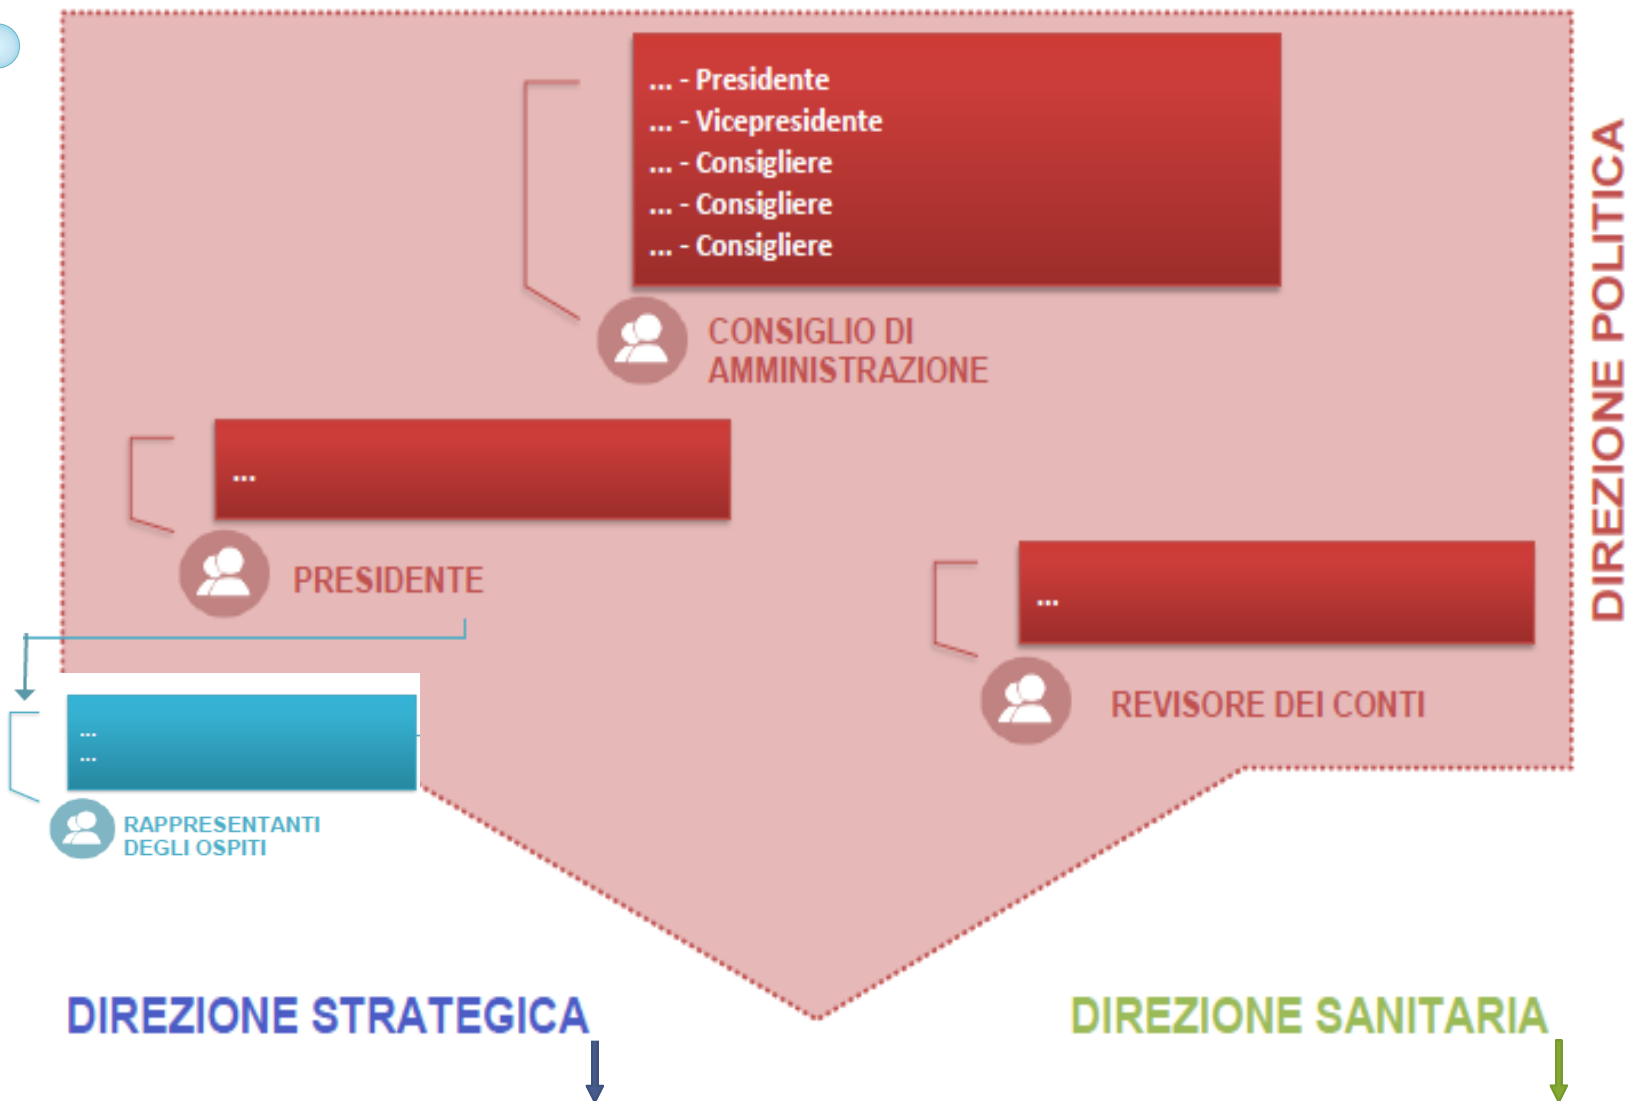 ... - Presidente
... - Vicepresidente
... - Consigliere
... - Consigliere
... - Consigliere
CONSIGLIO DI
AMMINISTRAZIONE
DIREZIONE POLITICA
...
PRESIDENTE
...
REVISORE DEI CONTI
...
...
RAPPRESENTANTI
DEGLI OSPITI
DIREZIONE STRATEGICA
DIREZIONE SANITARIA